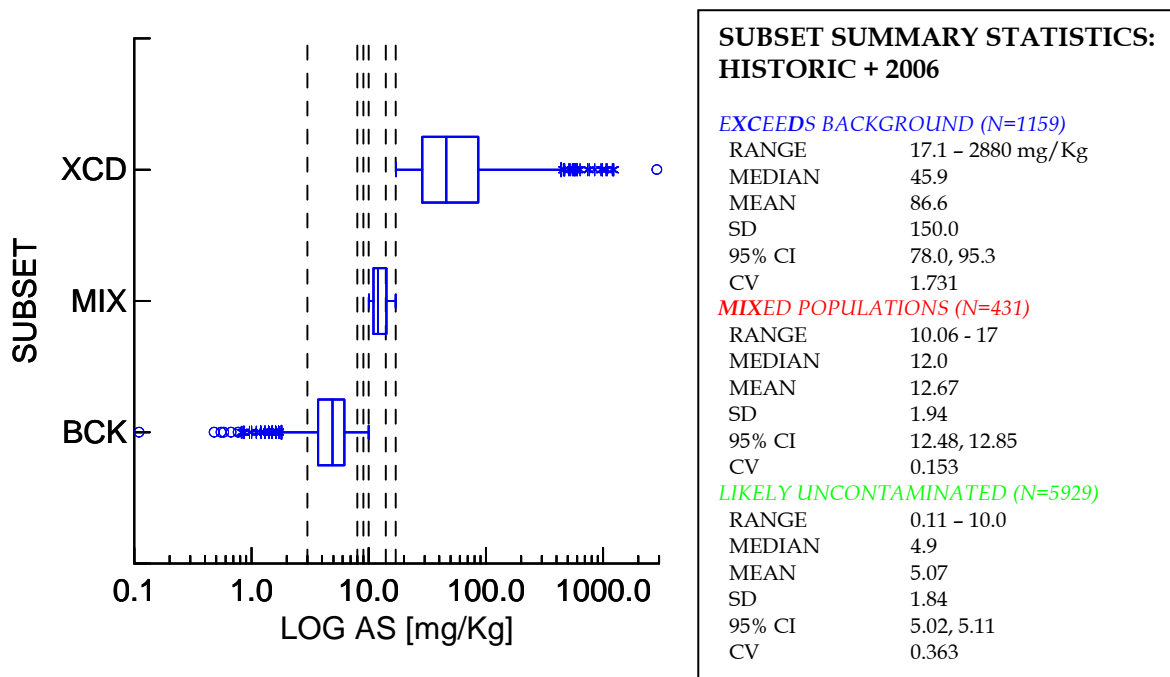 SUBSET
XCD
MIX
BCK
0.1 1.0 10.0 100.0 1000.0
LOG AS [mg/Kg]
SUBSET SUMMARY STATISTICS:
HISTORIC + 2006
EXCEEDS BACKGROUND (N=1159)
RANGE 17.1 – 2880 mg/Kg
MEDIAN 45.9
MEAN 86.6
SD 150.0
95% CI 78.0, 95.3
CV 1.731
MIXED POPULATIONS (N=431)
RANGE 10.06 - 17
MEDIAN 12.0
MEAN 12.67
SD 1.94
95% CI 12.48, 12.85
CV 0.153
LIKELY UNCONTAMINATED (N=5929)
RANGE 0.11 – 10.0
MEDIAN 4.9
MEAN 5.07
SD 1.84
95% CI 5.02, 5.11
CV 0.363